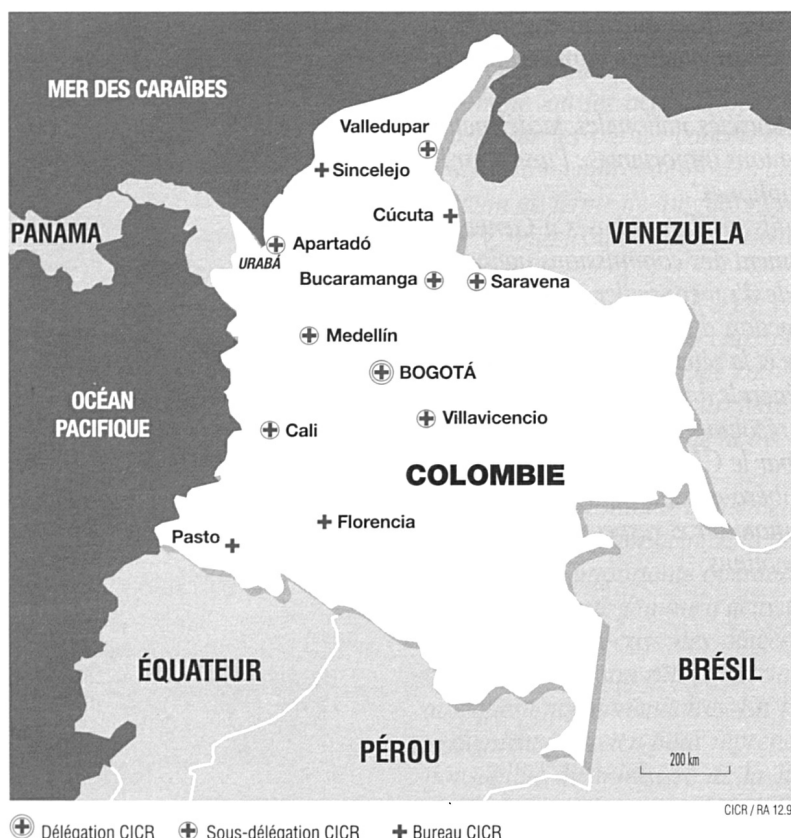 MER DES CARAÏBES
Valledupar
Sincelejo
Cúcuta
PANAMA
Apartadó
VENEZUELA
URABÁ
Bucaramanga
Saravena
Medellín
BOGOTÁ
OCÉAN
PACIFIQUE
Cali
Villavicencio
COLOMBIE
Florencia
Pasto
ÉQUATEUR
BRÉSIL
PÉROU
200 km
CICR / RA 12.9
Délégation CICR Sous-délégation CICR Bureau CICR